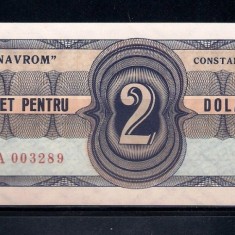 NAVROM" CONSTAN
ET PENTRU 2 DOL
A 003289